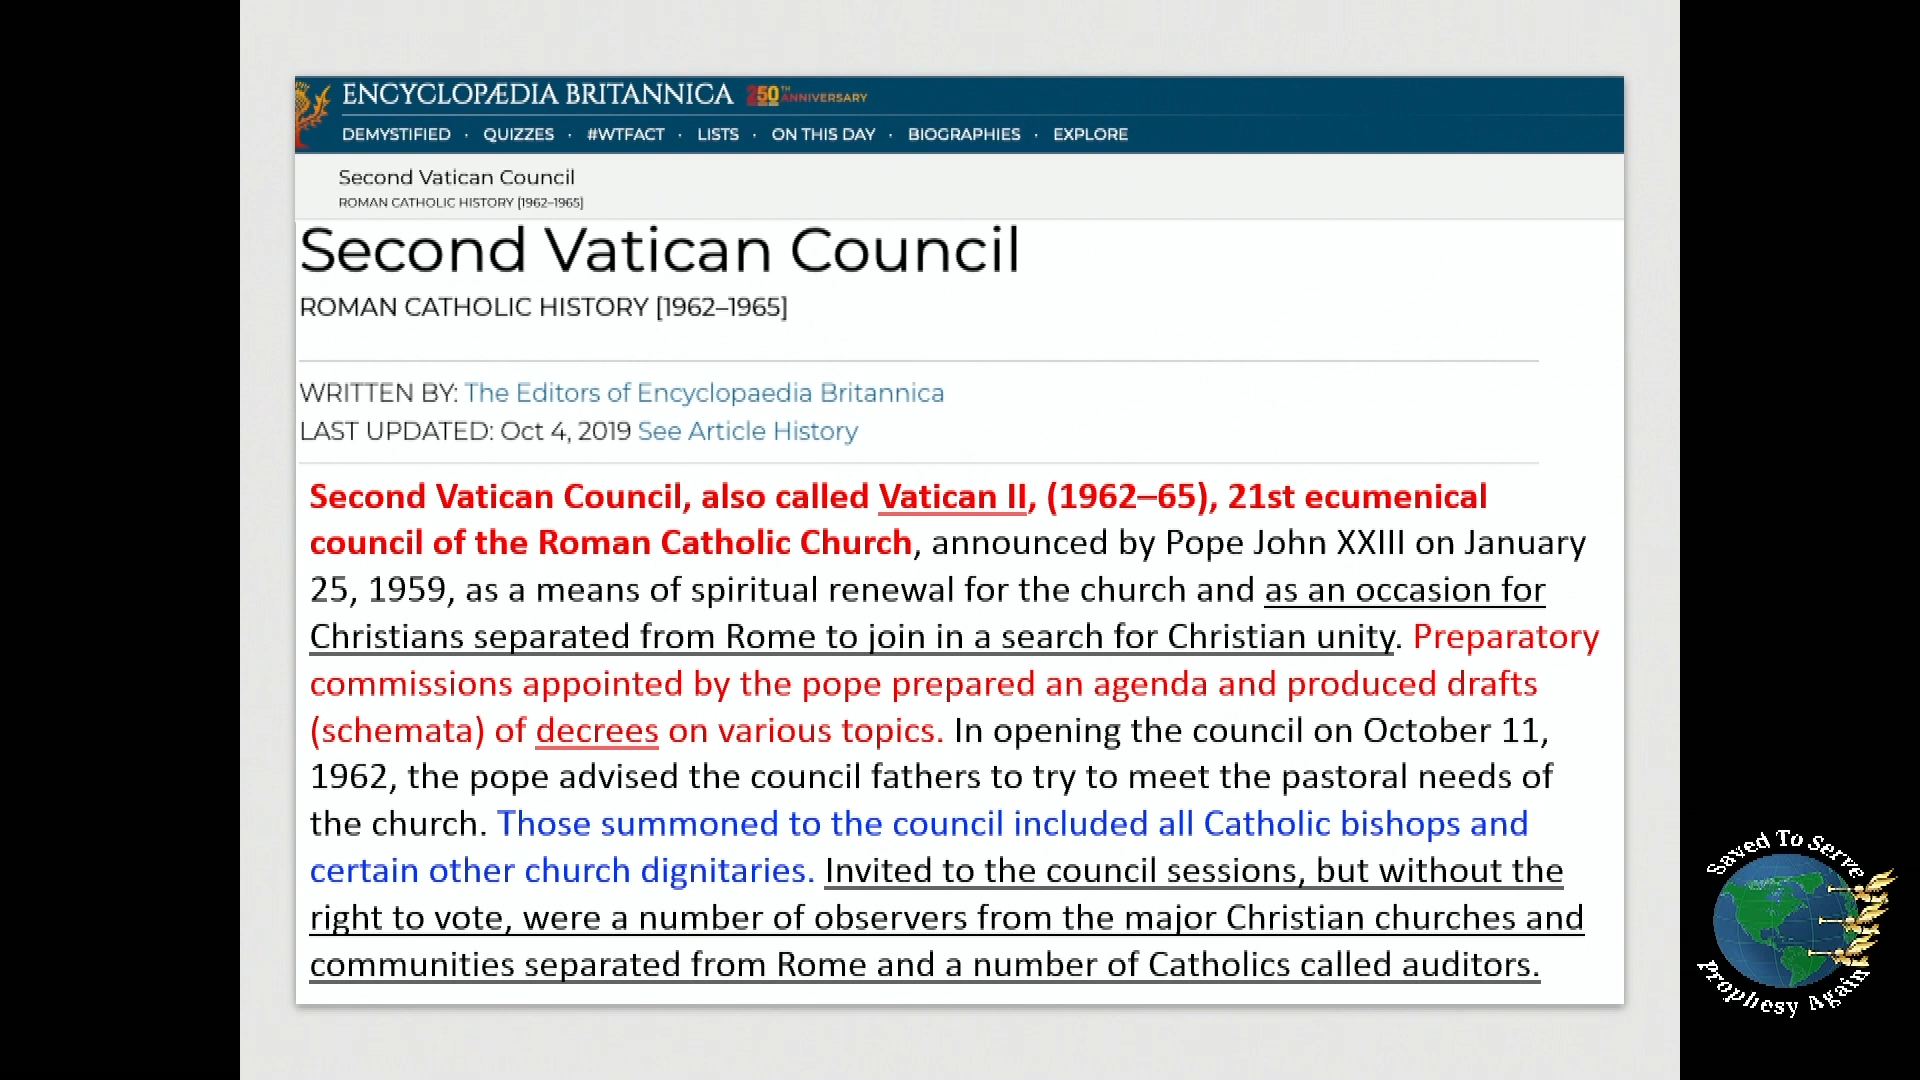 ENCYCLOPÆDIA BRITANNICA 250TH ANNIVERSARY
DEMYSTIFIED · QUIZZES · #WTFACT · LISTS · ON THIS DAY · BIOGRAPHIES · EXPLORE
Second Vatican Council
ROMAN CATHOLIC HISTORY [1962–1965]
Second Vatican Council
ROMAN CATHOLIC HISTORY [1962–1965]
WRITTEN BY: The Editors of Encyclopaedia Britannica
LAST UPDATED: Oct 4, 2019 See Article History
Second Vatican Council, also called Vatican II, (1962–65), 21st ecumenical
council of the Roman Catholic Church, announced by Pope John XXIII on January
25, 1959, as a means of spiritual renewal for the church and as an occasion for
Christians separated from Rome to join in a search for Christian unity. Preparatory
commissions appointed by the pope prepared an agenda and produced drafts
(schemata) of decrees on various topics. In opening the council on October 11,
1962, the pope advised the council fathers to try to meet the pastoral needs of
the church. Those summoned to the council included all Catholic bishops and
certain other church dignitaries. Invited to the council sessions, but without the
right to vote, were a number of observers from the major Christian churches and
communities separated from Rome and a number of Catholics called auditors.
Saved To Serve
Prophesy Again